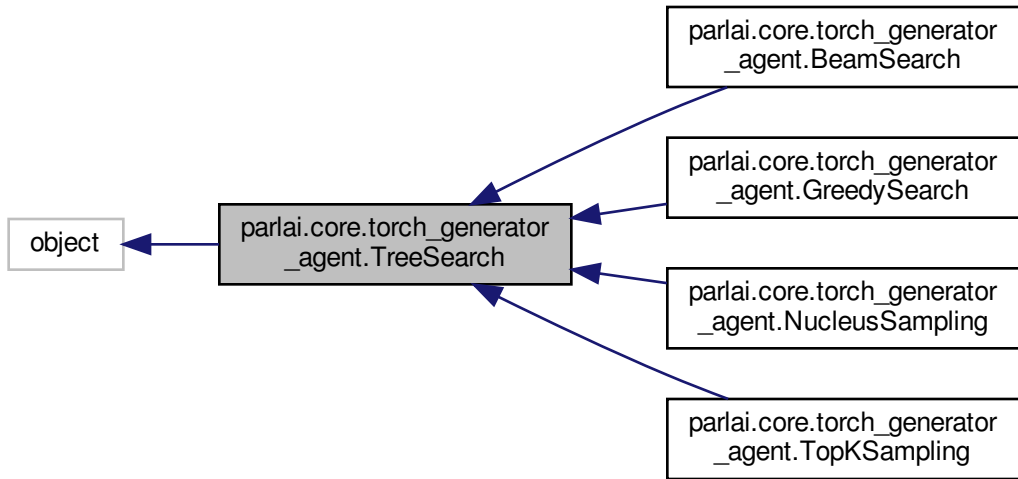 object
parlai.core.torch_generator
_agent.TreeSearch
parlai.core.torch_generator
_agent.BeamSearch
parlai.core.torch_generator
_agent.GreedySearch
parlai.core.torch_generator
_agent.NucleusSampling
parlai.core.torch_generator
_agent.TopKSampling